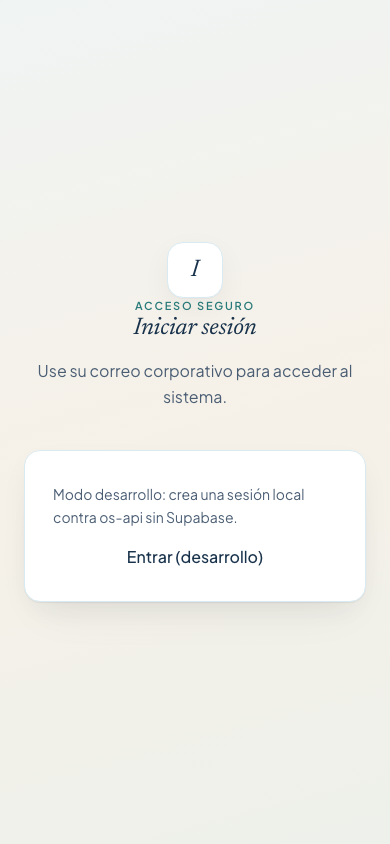 I
ACCESO SEGURO
Iniciar sesión
Use su correo corporativo para acceder al
sistema.
Modo desarrollo: crea una sesión local
contra os-api sin Supabase.
Entrar (desarrollo)